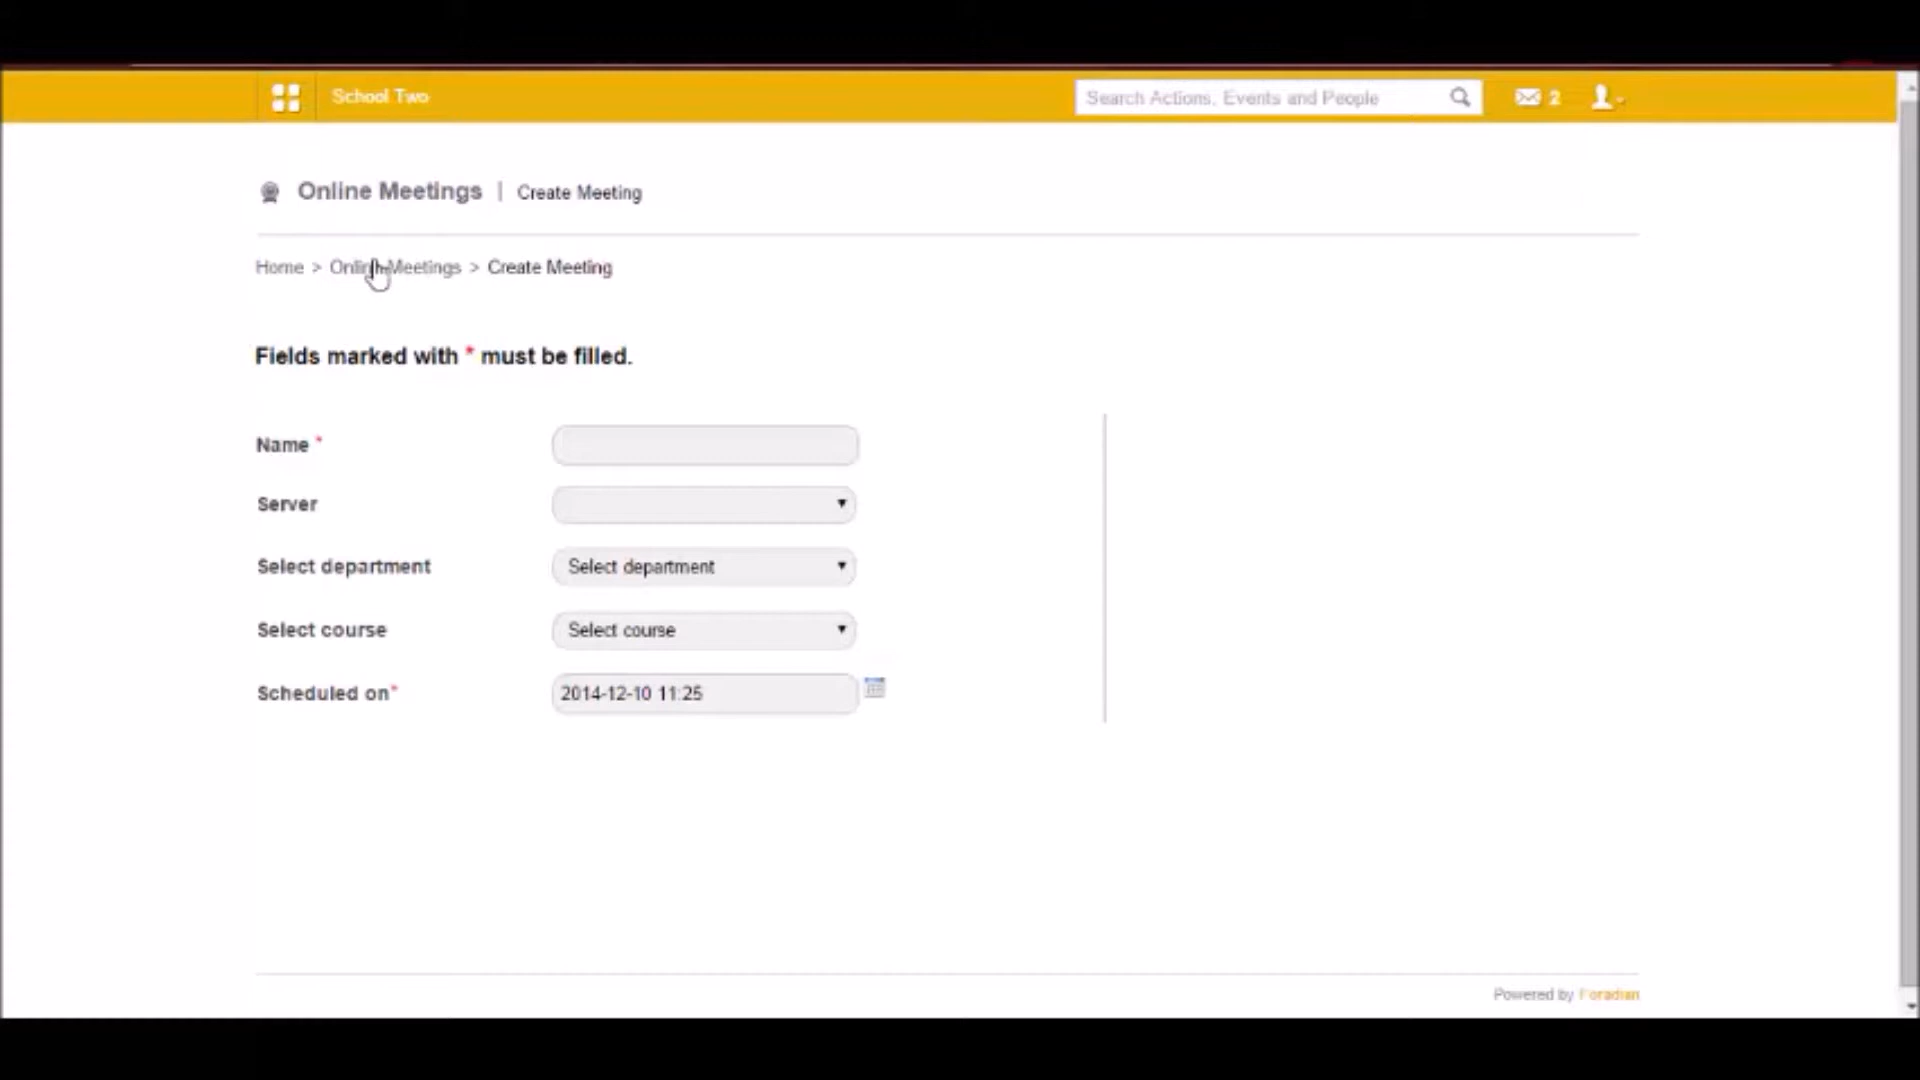 School Two
Search Actions, Events and People
2
Online Meetings | Create Meeting
Home > Online Meetings > Create Meeting
Fields marked with * must be filled.
Name *
Server
Select department
Select department
Select course
Select course
Scheduled on*
2014-12-10 11:25
Powered by Foradian